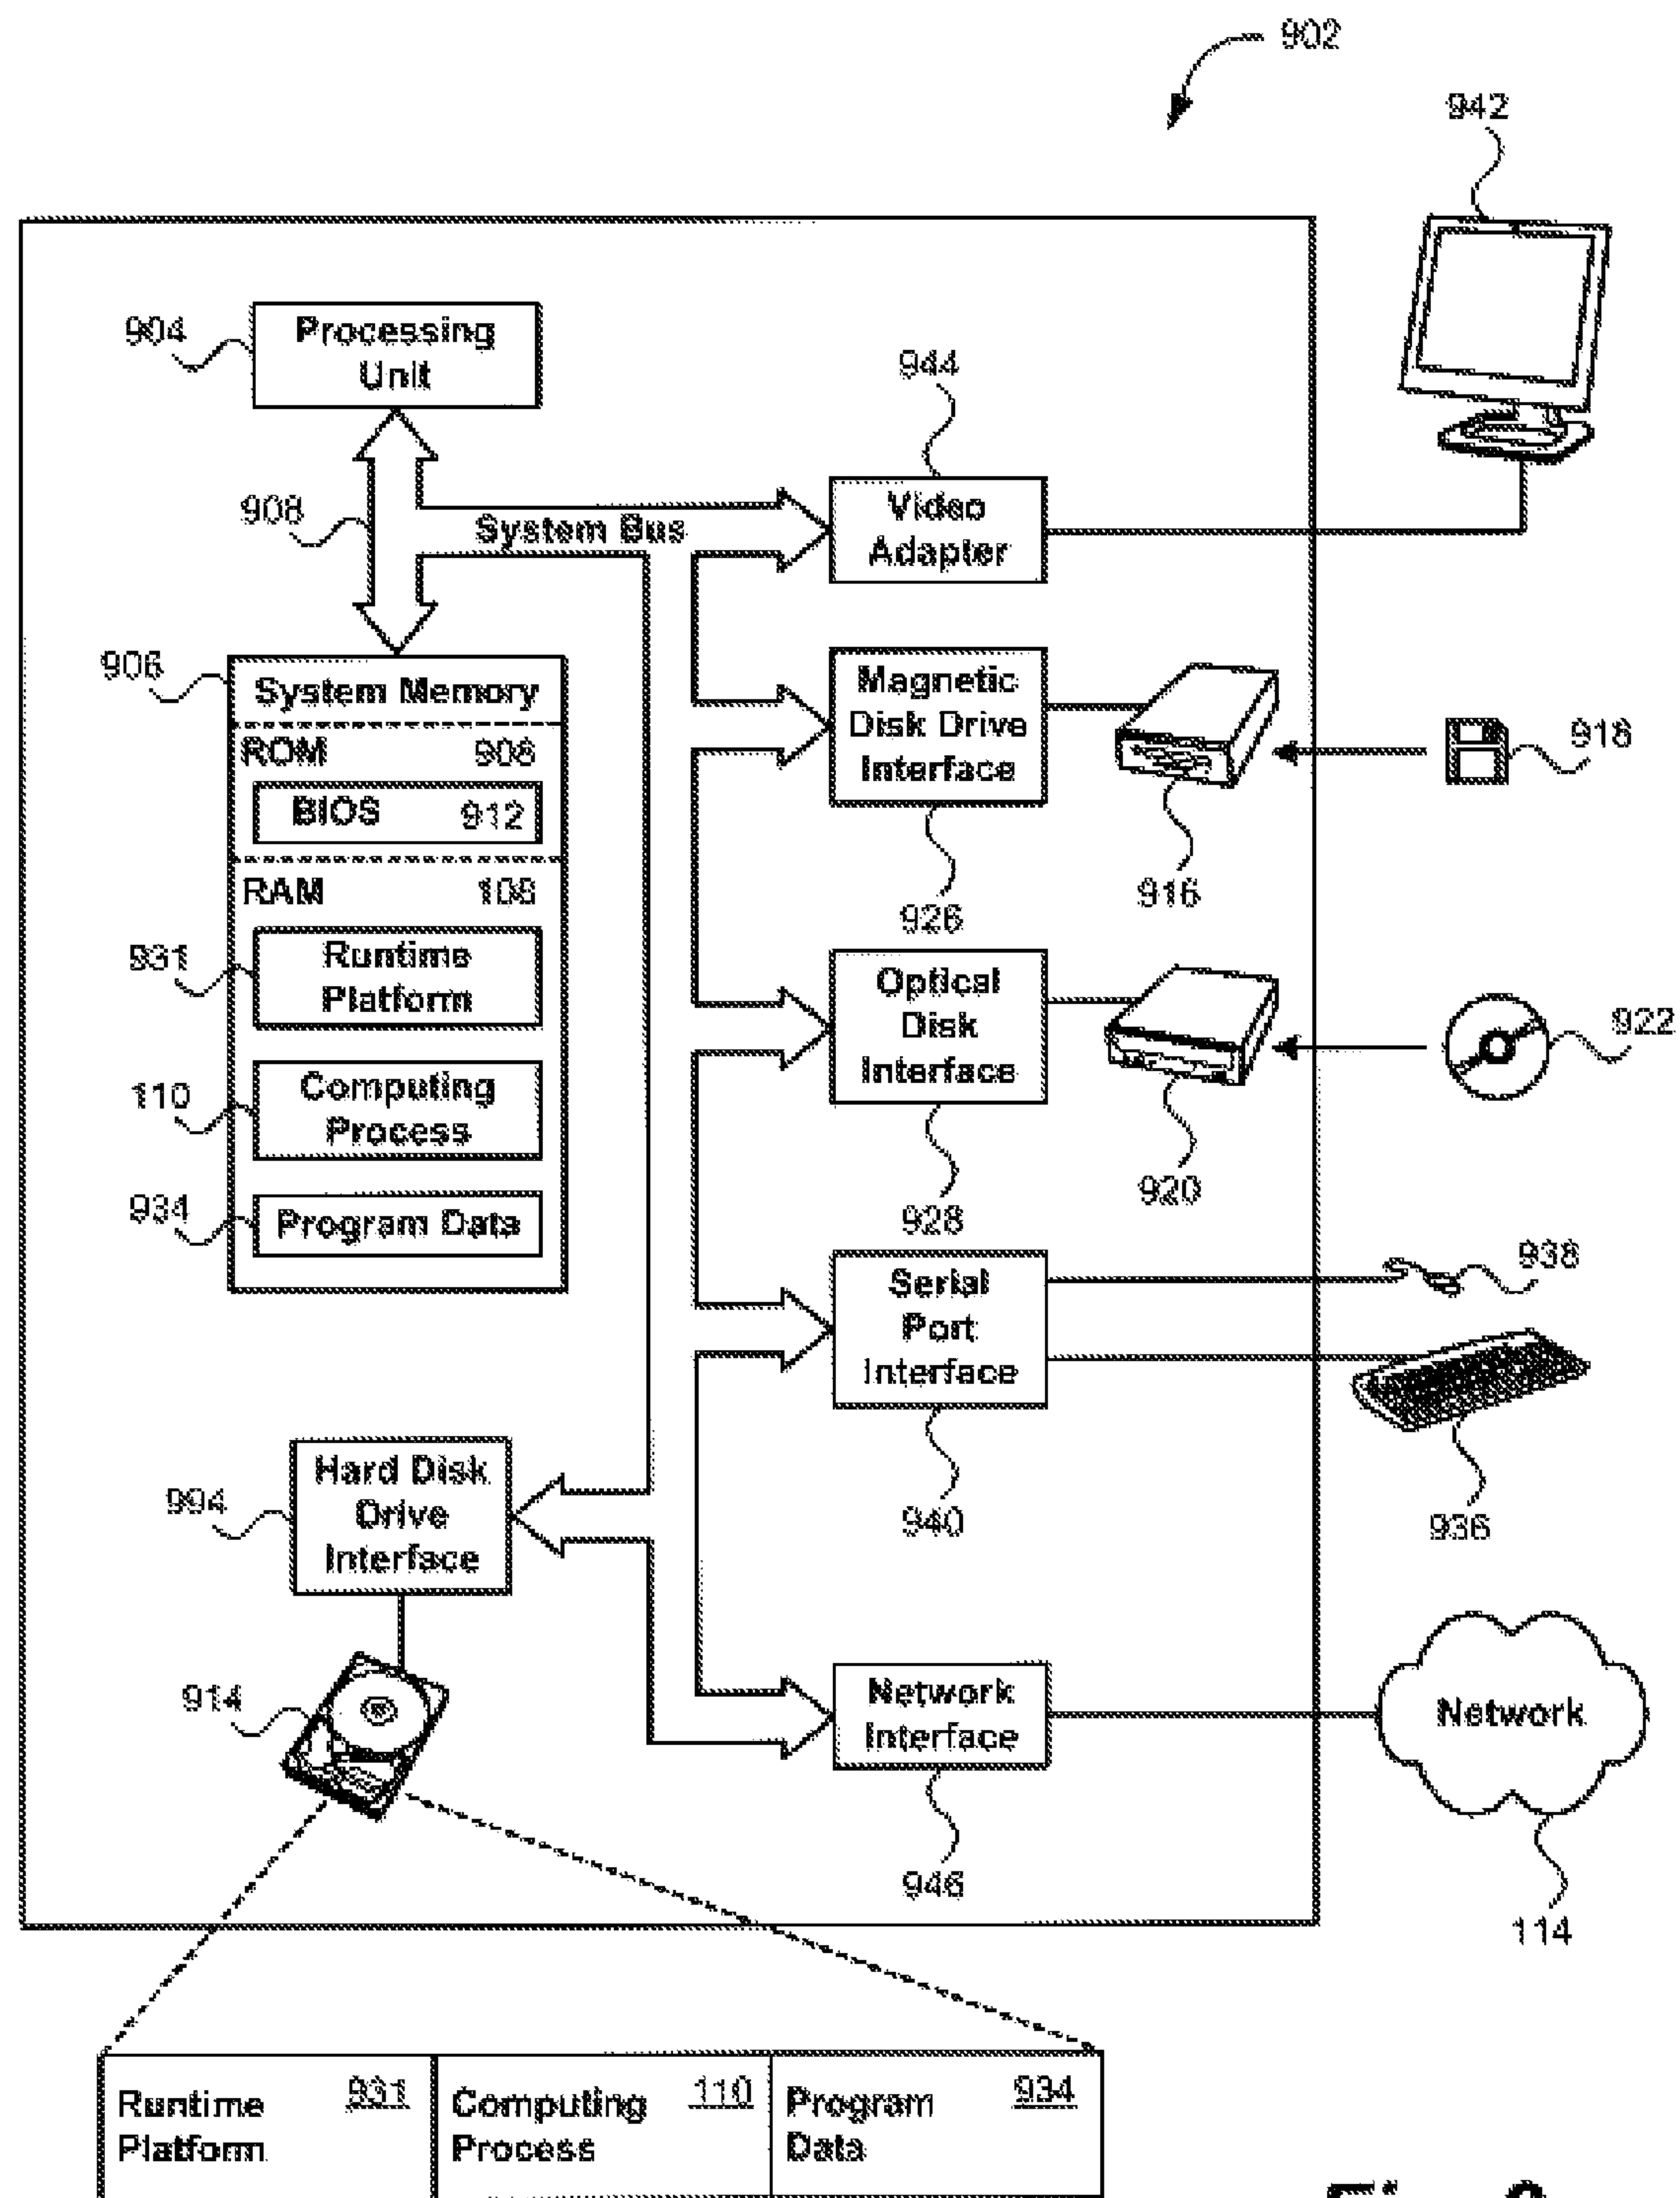 902
942
904
Processing
Unit
944
908
System Bus
Video
Adapter
906
System Memory
ROM 908
BIOS 912
Magnetic
Disk Drive
Interface
918
RAM 108
916
926
931
Runtime
Platform
Optical
Disk
Interface
922
110
Computing
Process
920
934
Program Data
928
938
Serial
Port
Interface
Hard Disk
Drive
Interface
994
940
936
914
Network
Interface
Network
946
114
Runtime
Platform
931
Computing
Process
110
Program
Data
934